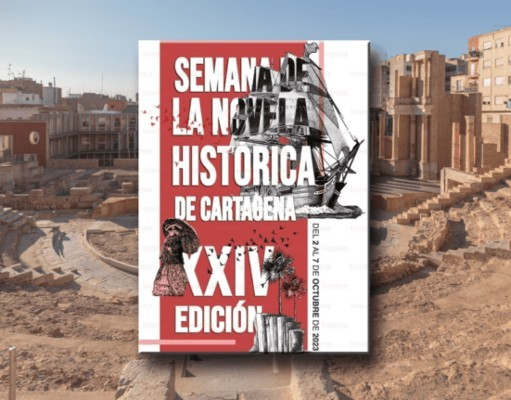 SEMANA DE
LA NOVELA
HISTÓRICA
DE CARTAGENA
XXIV
EDICIÓN
DEL 2 AL 7 DE OCTUBRE DE 2023